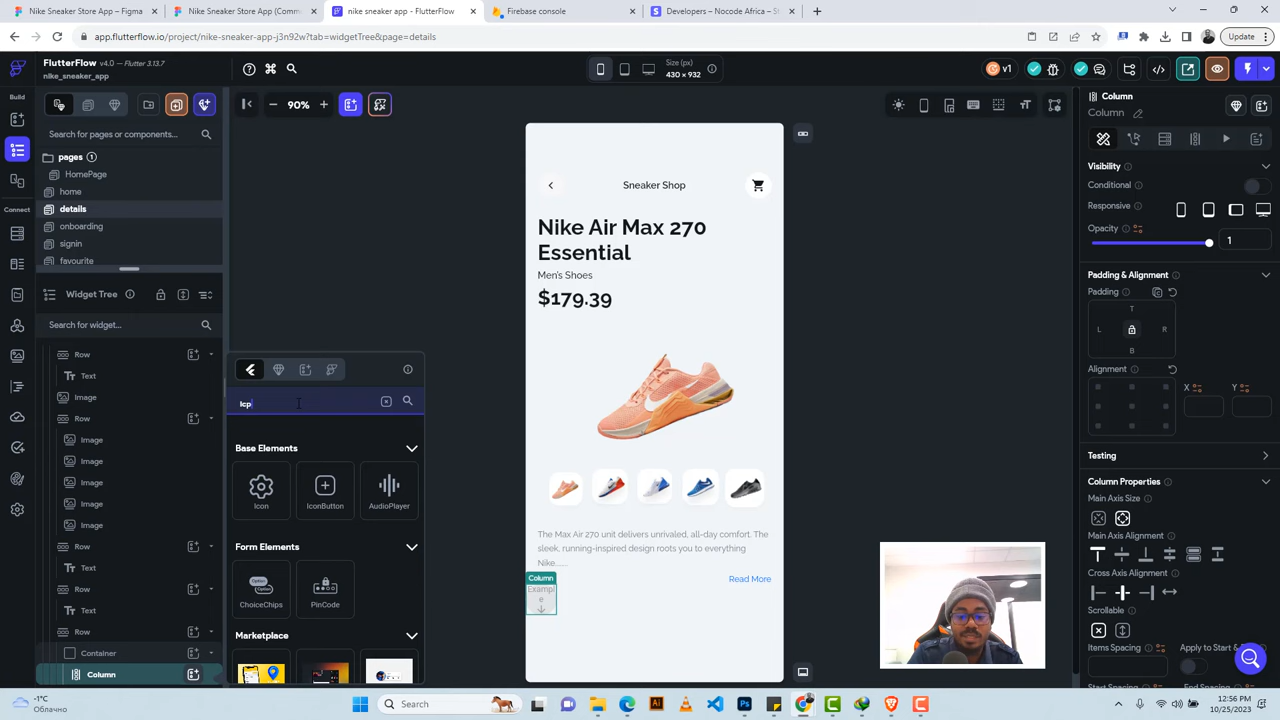 Nike Sneaker Store App – Figma
Nike Sneaker Store App (Comm
nike sneaker app - FlutterFlow
Firebase Console
Developers – Nocode Africa – St
app.flutterflow.io/project/nike-sneaker-app-j3n92w?tab=widgetTree&page=details
Update
FlutterFlow v4.0 – Flutter 3.13.7
nike_sneaker_app
Size (px)
430 × 932
v1
Build
90%
Search for pages or components...
pages (1)
HomePage
home
details
onboarding
signin
favourite
Connect
Widget Tree
Search for widget...
Row
Text
Image
Row
Image
Image
Image
Image
Image
Row
Text
Row
Text
Row
Container
Column
Icp
Base Elements
Icon
IconButton
AudioPlayer
Form Elements
Option
Option
ChoiceChips
PinCode
Marketplace
Sneaker Shop
Nike Air Max 270
Essential
Men's Shoes
$179.39
The Max Air 270 unit delivers unrivaled, all-day comfort. The
sleek, running-inspired design roots you to everything
Nike.......
Column
Exampl
e
Read More
Column
Column
Visibility
Conditional
Responsive
Opacity
1
Padding & Alignment
Padding
T
L
R
B
Alignment
X
Y
Testing
Column Properties
Main Axis Size
Main Axis Alignment
Cross Axis Alignment
Scrollable
Items Spacing
Apply to Start &
-1°C
Облачно
Search
12:56 PM
10/25/2023